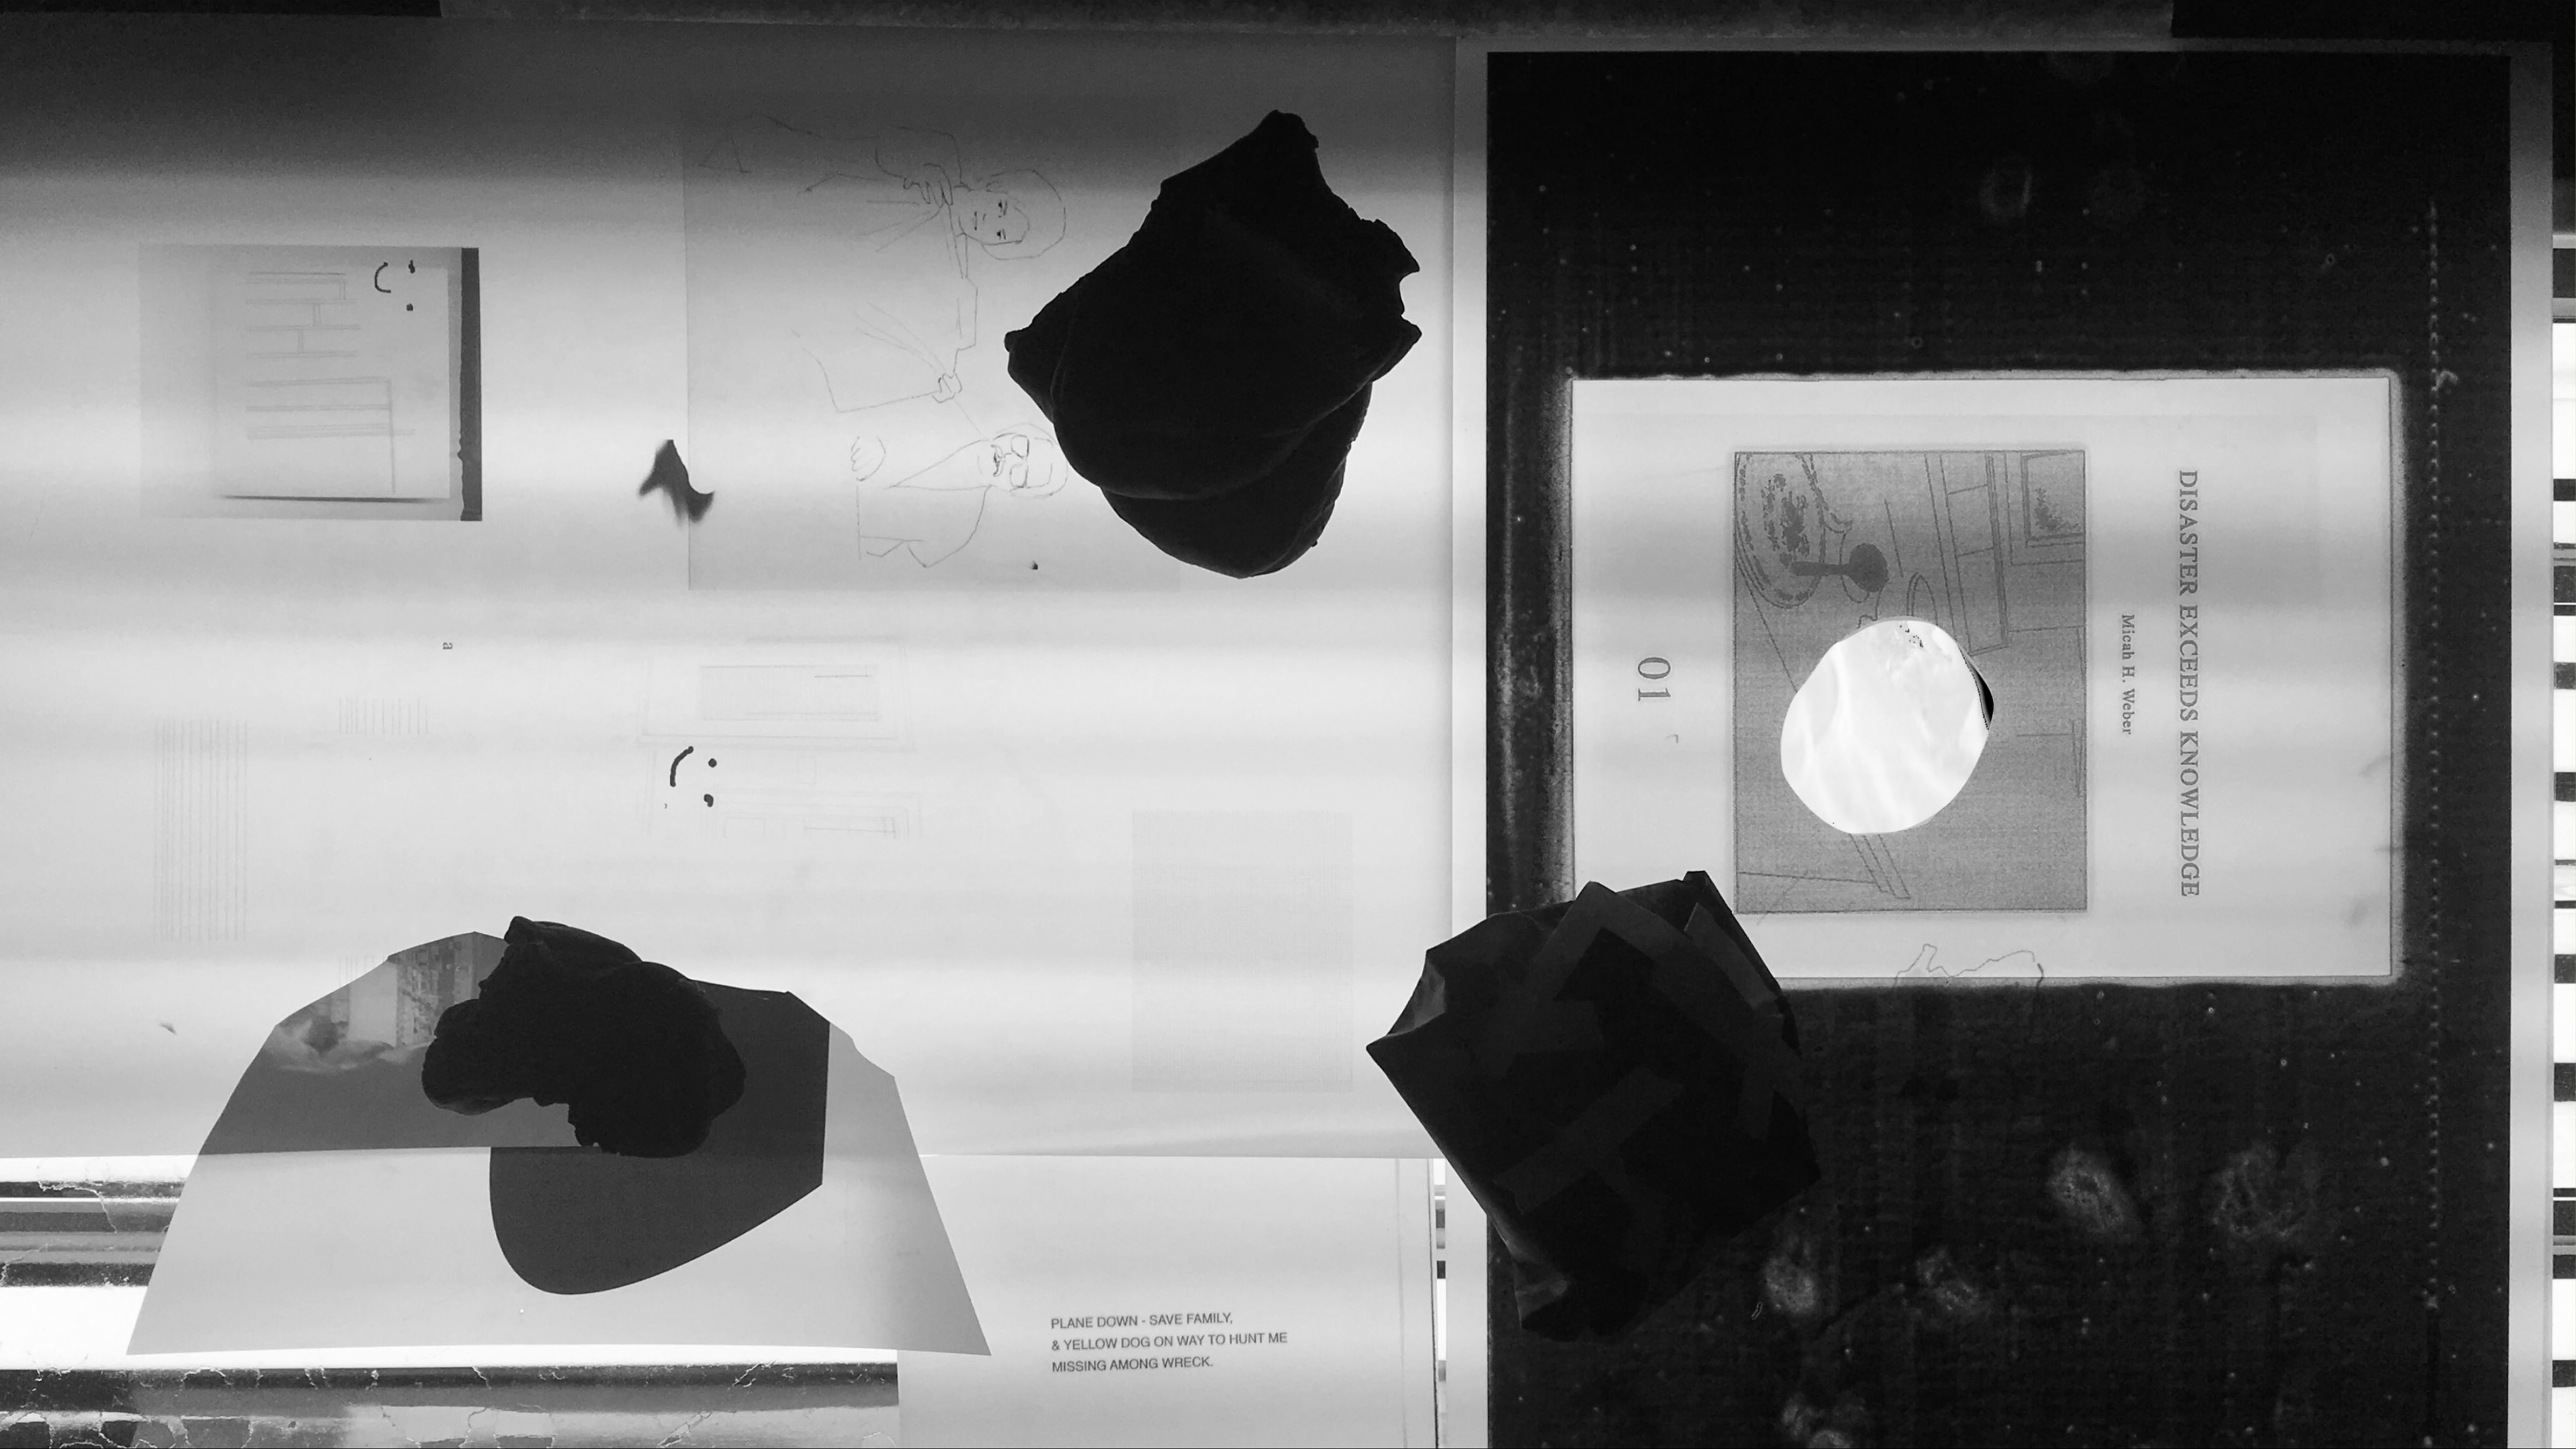 DISASTER EXCEEDS KNOWLEDGE
Micah H. Weber
01
a
PLANE DOWN - SAVE FAMILY,
& YELLOW DOG ON WAY TO HUNT ME
MISSING AMONG WRECK.